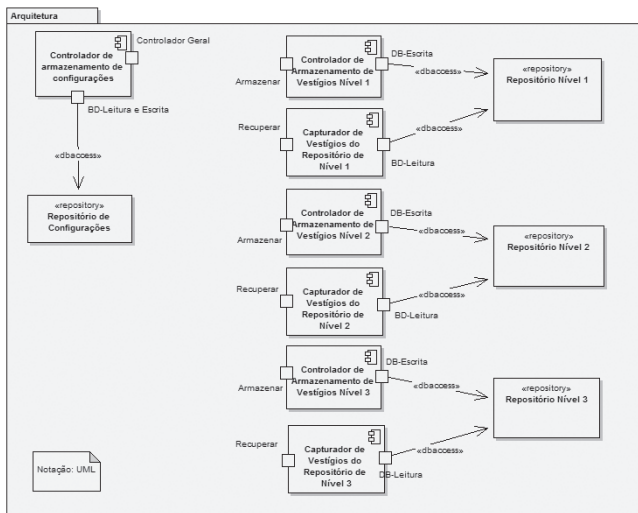 Arquitetura
Controlador de
armazenamento de
configurações
Controlador Geral
BD-Leitura e Escrita
«dbaccess»
«repository»
Repositório de
Configurações
Controlador de
Armazenamento de
Vestígios Nível 1
DB-Escrita
Armazenar
«dbaccess»
«repository»
Repositório Nível 1
Recuperar
Capturador de
Vestígios do
Repositório de
Nível 1
«dbaccess»
BD-Leitura
Controlador de
Armazenamento de
Vestígios Nível 2
DB-Escrita
Armazenar
«dbaccess»
«repository»
Repositório Nível 2
Recuperar
Capturador de
Vestígios do
Repositório de
Nível 2
«dbaccess»
BD-Leitura
Controlador de
Armazenamento de
Vestígios Nível 3
DB-Escrita
Armazenar
«dbaccess»
«repository»
Repositório Nível 3
Recuperar
Capturador de
Vestígios do
Repositório de
Nível 3
«dbaccess»
DB-Leitura
Notação: UML